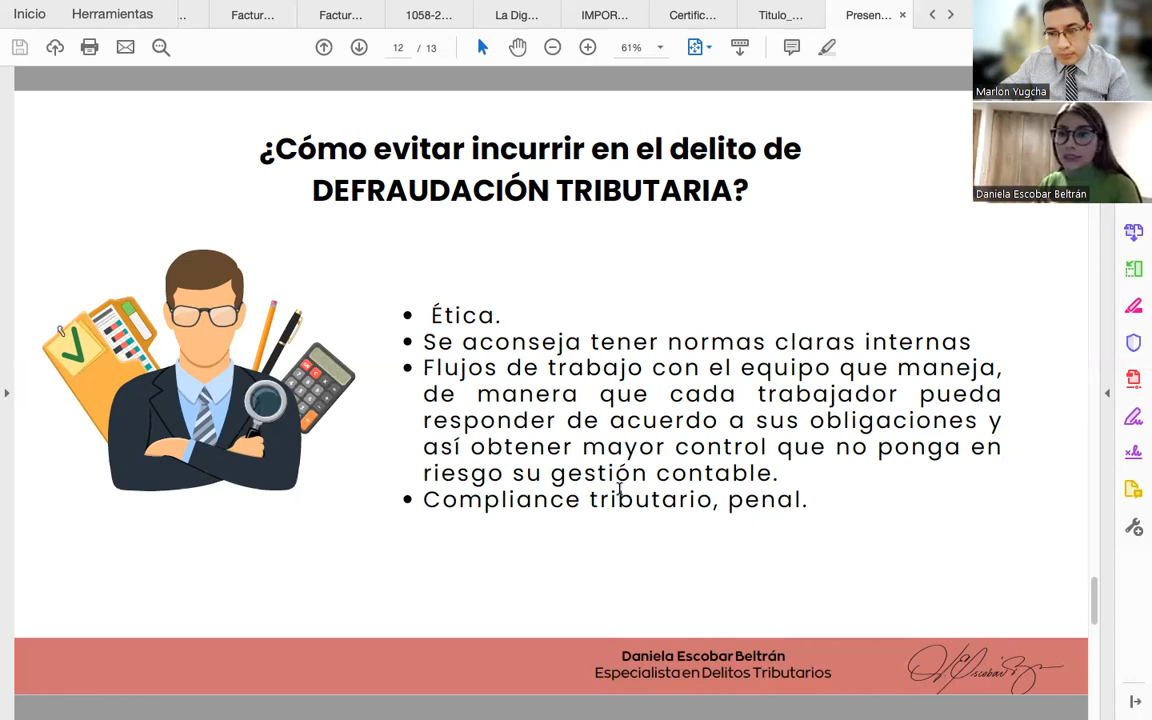 Inicio Herramientas ... Factur... Factur... 1058-2... La Dig... IMPOR... Certific... Titulo_... Presen... ×
12 / 13 61%
Marlon Yugcha
Daniela Escobar Beltrán
¿Cómo evitar incurrir en el delito de
DEFRAUDACIÓN TRIBUTARIA?
• Ética.
• Se aconseja tener normas claras internas
• Flujos de trabajo con el equipo que maneja,
de manera que cada trabajador pueda
responder de acuerdo a sus obligaciones y
así obtener mayor control que no ponga en
riesgo su gestión contable.
• Compliance tributario, penal.
Daniela Escobar Beltrán
Especialista en Delitos Tributarios